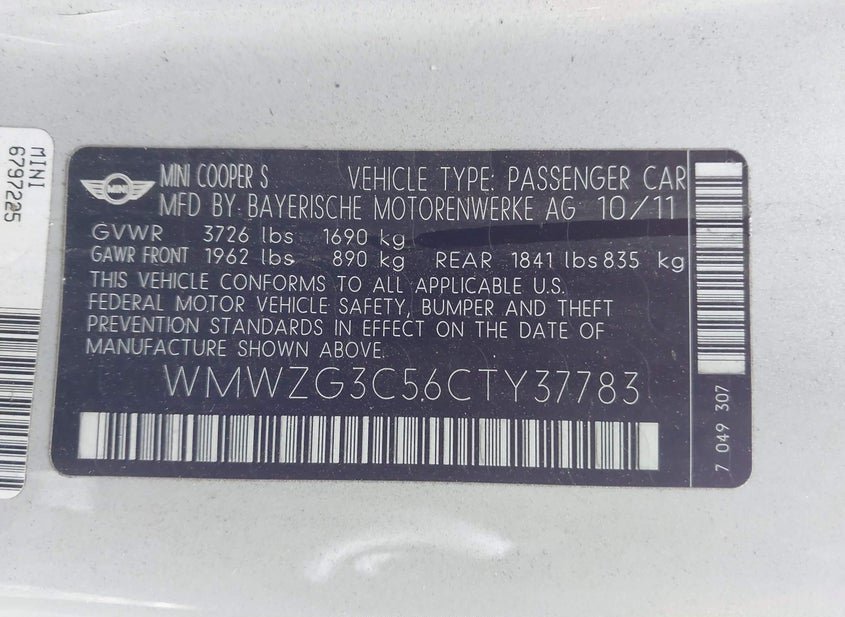 MINI
6797225
MINI
MINI COOPER S VEHICLE TYPE: PASSENGER CAR
MFD BY: BAYERISCHE MOTORENWERKE AG 10/11
GVWR 3726 lbs 1690 kg
GAWR FRONT 1962 lbs 890 kg REAR 1841 lbs 835 kg
THIS VEHICLE CONFORMS TO ALL APPLICABLE U.S.
FEDERAL MOTOR VEHICLE SAFETY, BUMPER AND THEFT
PREVENTION STANDARDS IN EFFECT ON THE DATE OF
MANUFACTURE SHOWN ABOVE.
WMWZG3C56CTY37783
7 049 307